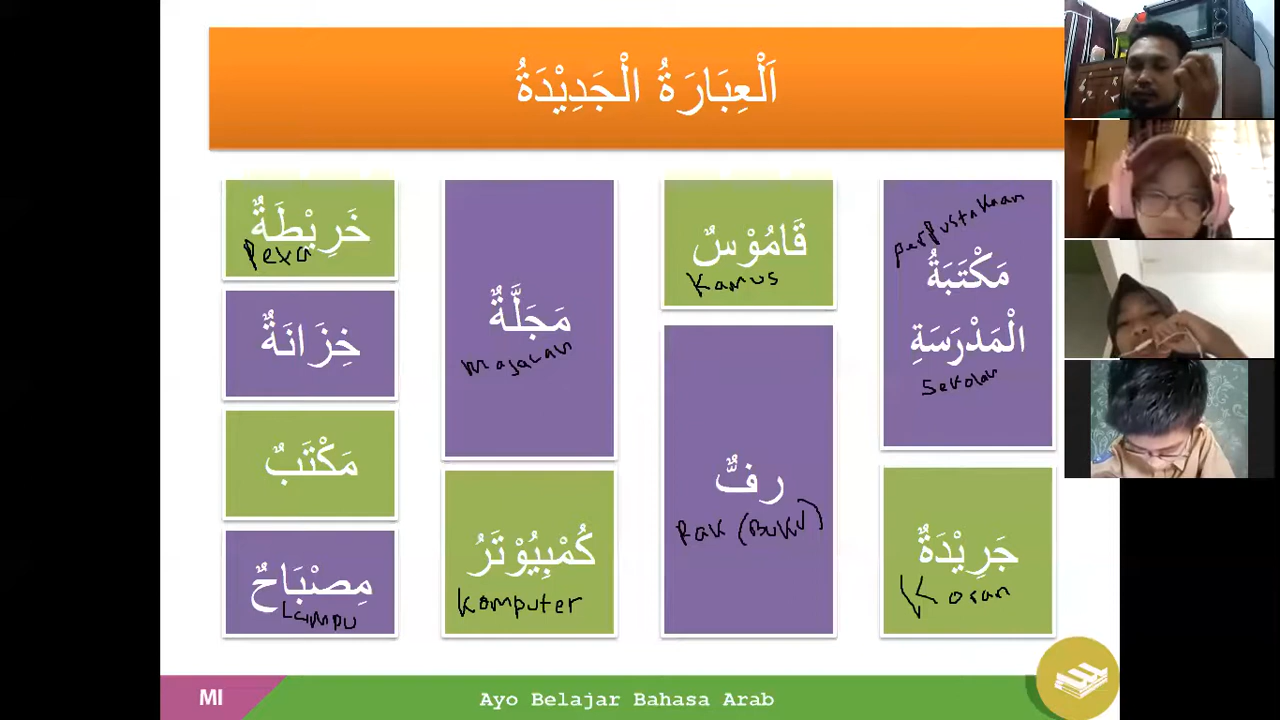 اَلْعِبَارَةُ الْجَدِيْدَةُ
perpustakaan
مَكْتَبَةُ
الْمَدْرَسَةِ
Sekolah
جَرِيْدَةٌ
Koran
قَامُوْسٌ
Kamus
رفٌّ
Rak (Buku)
مَجَلَّةٌ
Majalah
كُمْبِيُوْتَرُ
Komputer
خَرِيْطَةٌ
Peta
خِزَانَةٌ
مَكْتَبٌ
مِصْبَاحٌ
Lampu
MI
Ayo Belajar Bahasa Arab